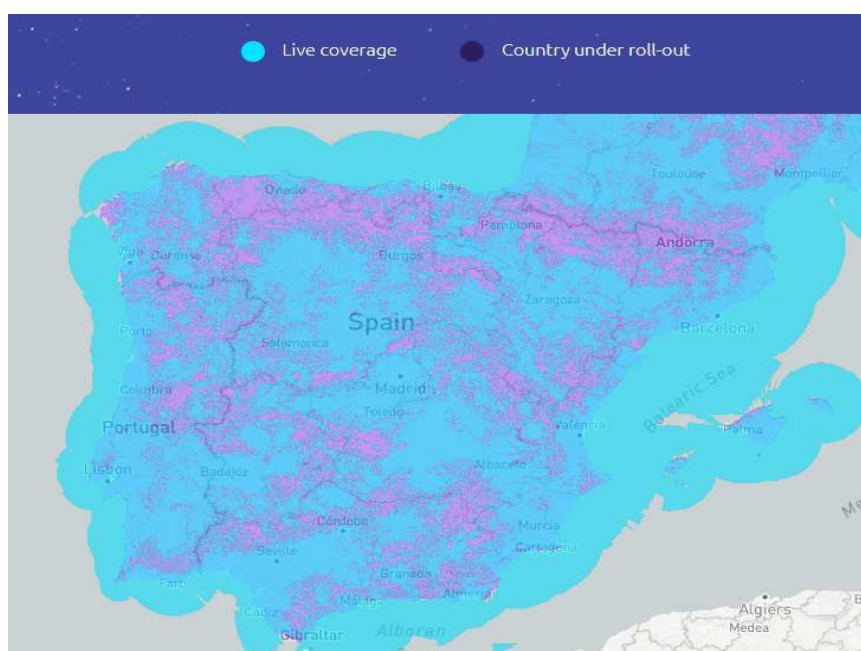 Live coverage
Country under roll-out
Toulouse
Montpellier
Oviedo
Bilbao
Pamplona
Andorra
Vigo
Ourense
Burgos
Zaragoza
Porto
Spain
Barcelona
Salamanca
Coimbra
Madrid
Toledo
Balearic Sea
Palma
Portugal
València
Lisbon
Badajoz
Albacete
Me
Córdoba
Murcia
Cartagena
Seville
Faro
Granada
Almería
Cádiz
Málaga
Algiers
B
Gibraltar
Alboran
Medea